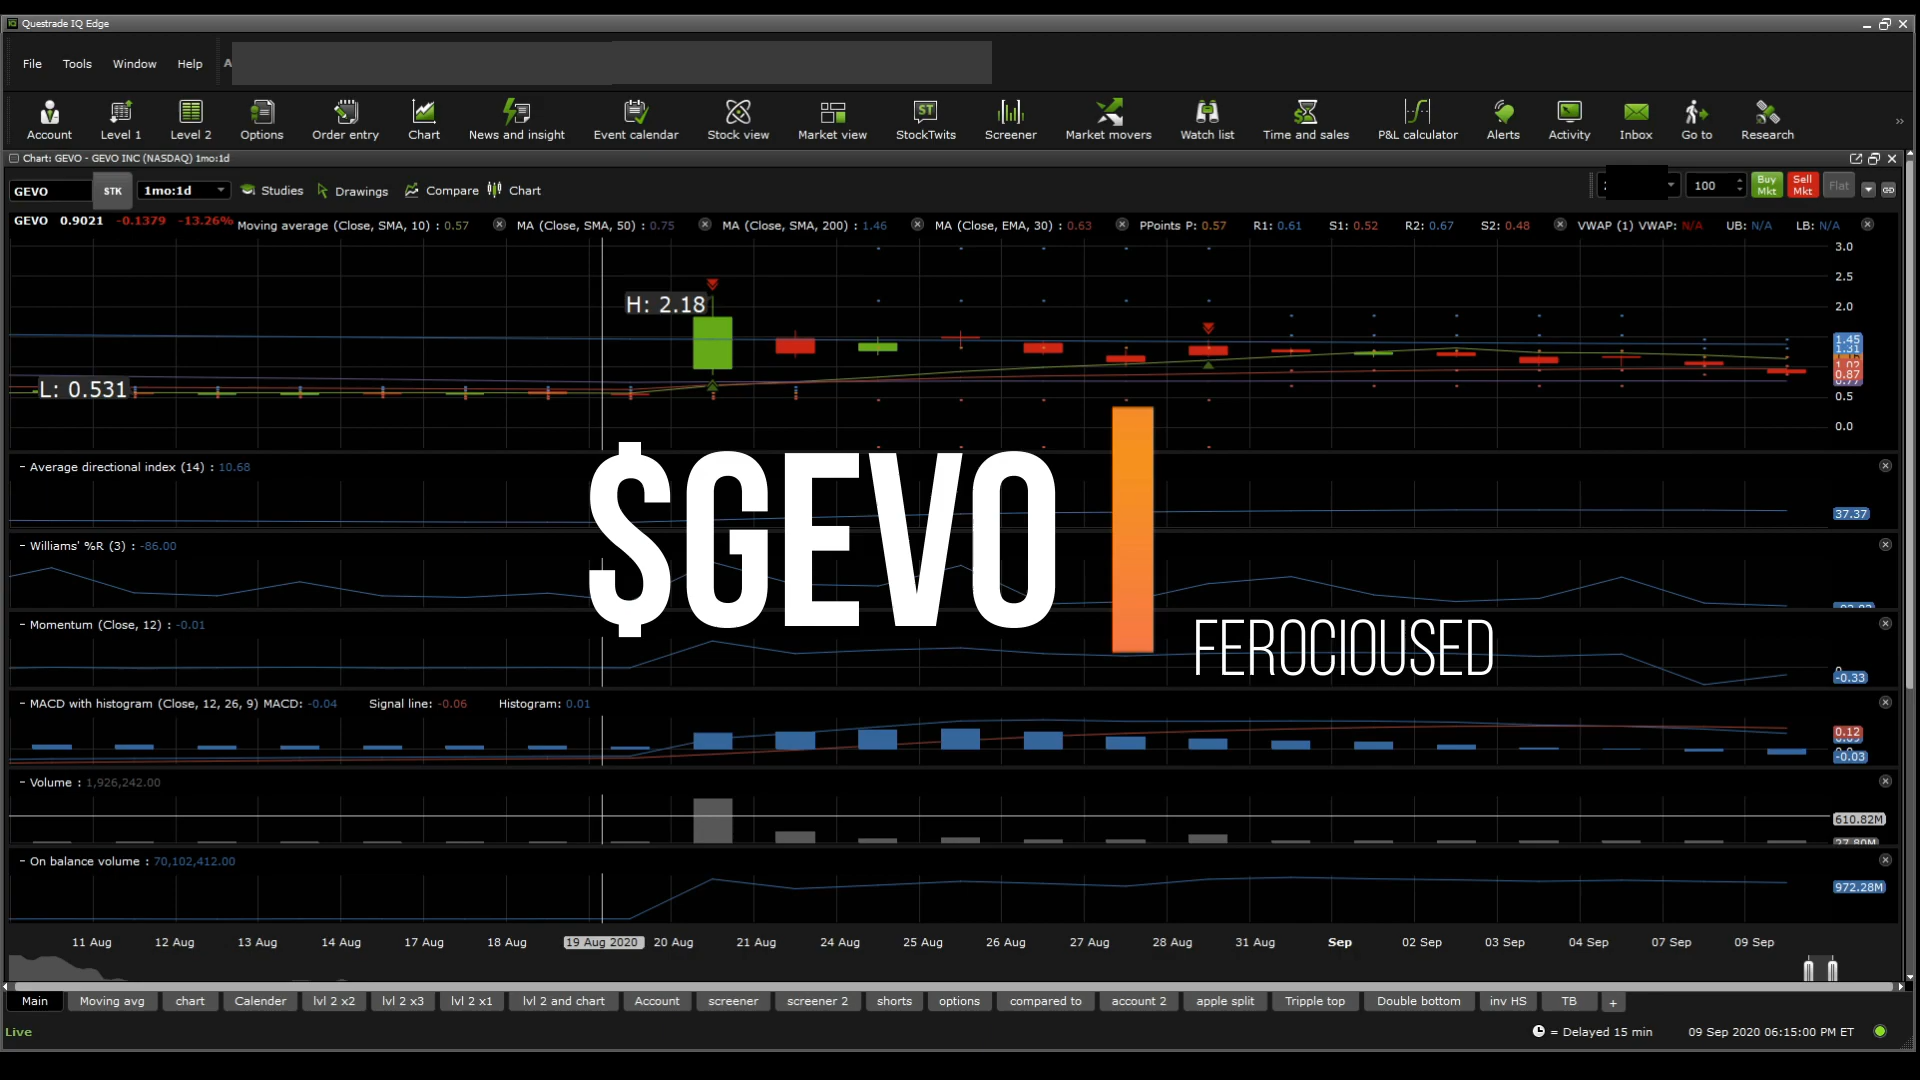 Questrade IQ Edge
File Tools Window Help A
Account Level 1 Level 2 Options Order entry Chart News and insight Event calendar Stock view Market view StockTwits Screener Market movers Watch list Time and sales P&L calculator Alerts Activity Inbox Go to Research
Chart: GEVO - GEVO INC (NASDAQ) 1mo:1d
GEVO STK 1mo:1d Studies Drawings Compare Chart 100 Buy Mkt Sell Mkt Flat
GEVO 0.9021 -0.1379 -13.26% Moving average (Close, SMA, 10) : 0.57 MA (Close, SMA, 50) : 0.75 MA (Close, SMA, 200) : 1.46 MA (Close, EMA, 30) : 0.63 PPoints P: 0.57 R1: 0.61 S1: 0.52 R2: 0.67 S2: 0.48 VWAP (1) VWAP: N/A UB: N/A LB: N/A
3.0
2.5
2.0
H: 2.18
1.45
1.31
1.02
0.87
0.77
L: 0.531
0.5
0.0
Average directional index (14) : 10.68
37.37
$GEVO
FEROCIOUSED
Williams' %R (3) : -86.00
Momentum (Close, 12) : -0.01
0
-0.33
MACD with histogram (Close, 12, 26, 9) MACD: -0.04 Signal line: -0.06 Histogram: 0.01
0.12
-0.03
Volume : 1,926,242.00
610.82M
27.80M
On balance volume : 70,102,412.00
972.28M
11 Aug 12 Aug 13 Aug 14 Aug 17 Aug 18 Aug 19 Aug 2020 20 Aug 21 Aug 24 Aug 25 Aug 26 Aug 27 Aug 28 Aug 31 Aug Sep 02 Sep 03 Sep 04 Sep 07 Sep 09 Sep
Main Moving avg chart Calender lvl 2 x2 lvl 2 x3 lvl 2 x1 lvl 2 and chart Account screener screener 2 shorts options compared to account 2 apple split Tripple top Double bottom inv HS TB +
Live = Delayed 15 min 09 Sep 2020 06:15:00 PM ET